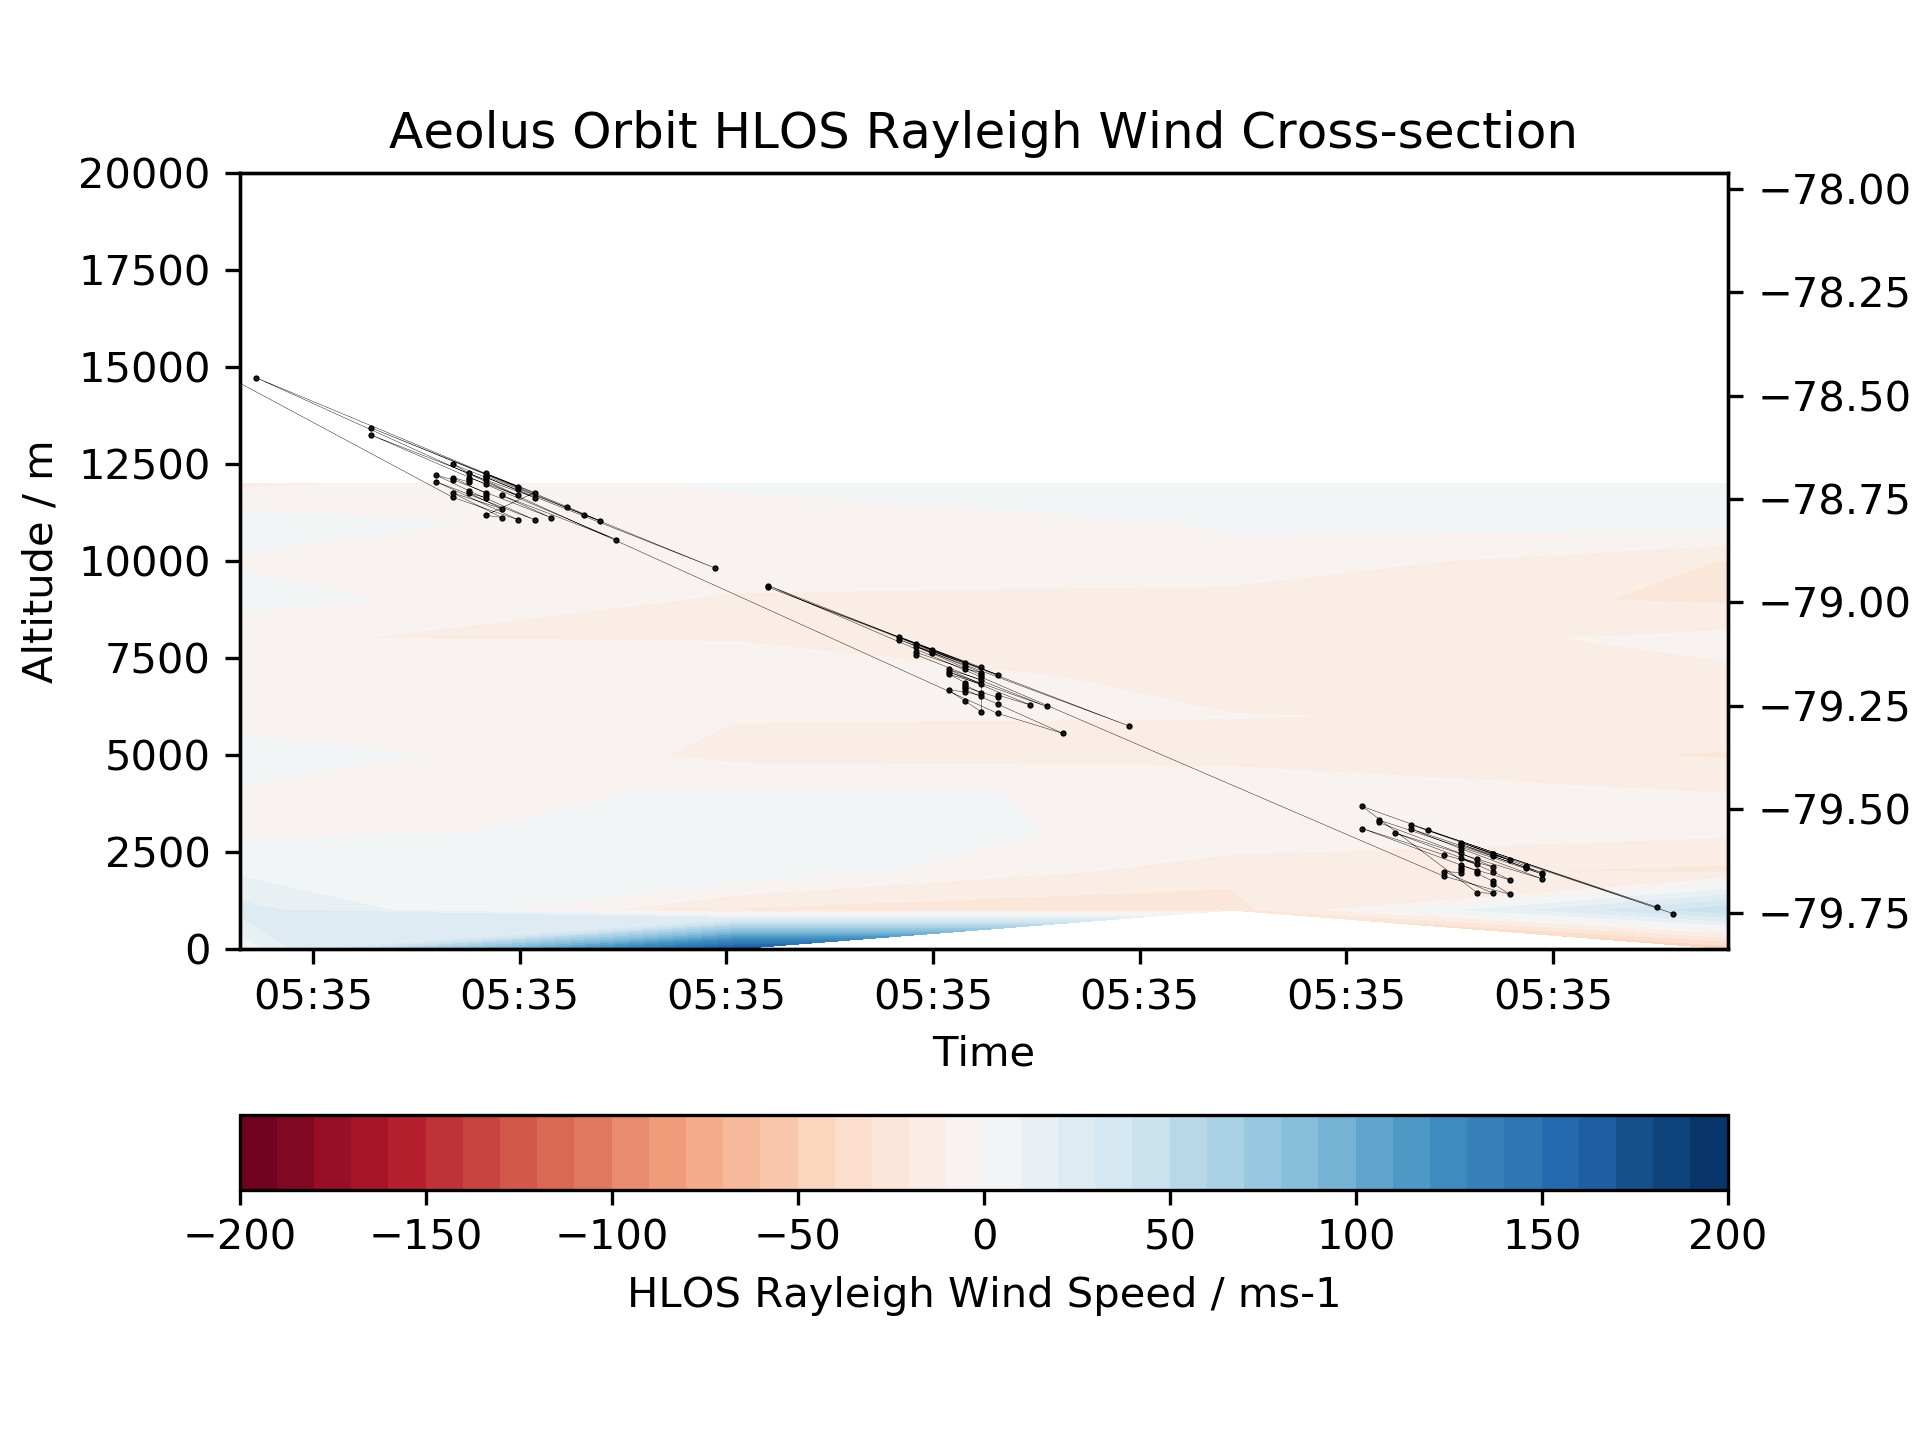 Aeolus Orbit HLOS Rayleigh Wind Cross-section
20000
17500
15000
12500
10000
7500
5000
2500
0
Altitude / m
−78.00
−78.25
−78.50
−78.75
−79.00
−79.25
−79.50
−79.75
05:35 05:35 05:35 05:35 05:35 05:35 05:35
Time
−200 −150 −100 −50 0 50 100 150 200
HLOS Rayleigh Wind Speed / ms-1